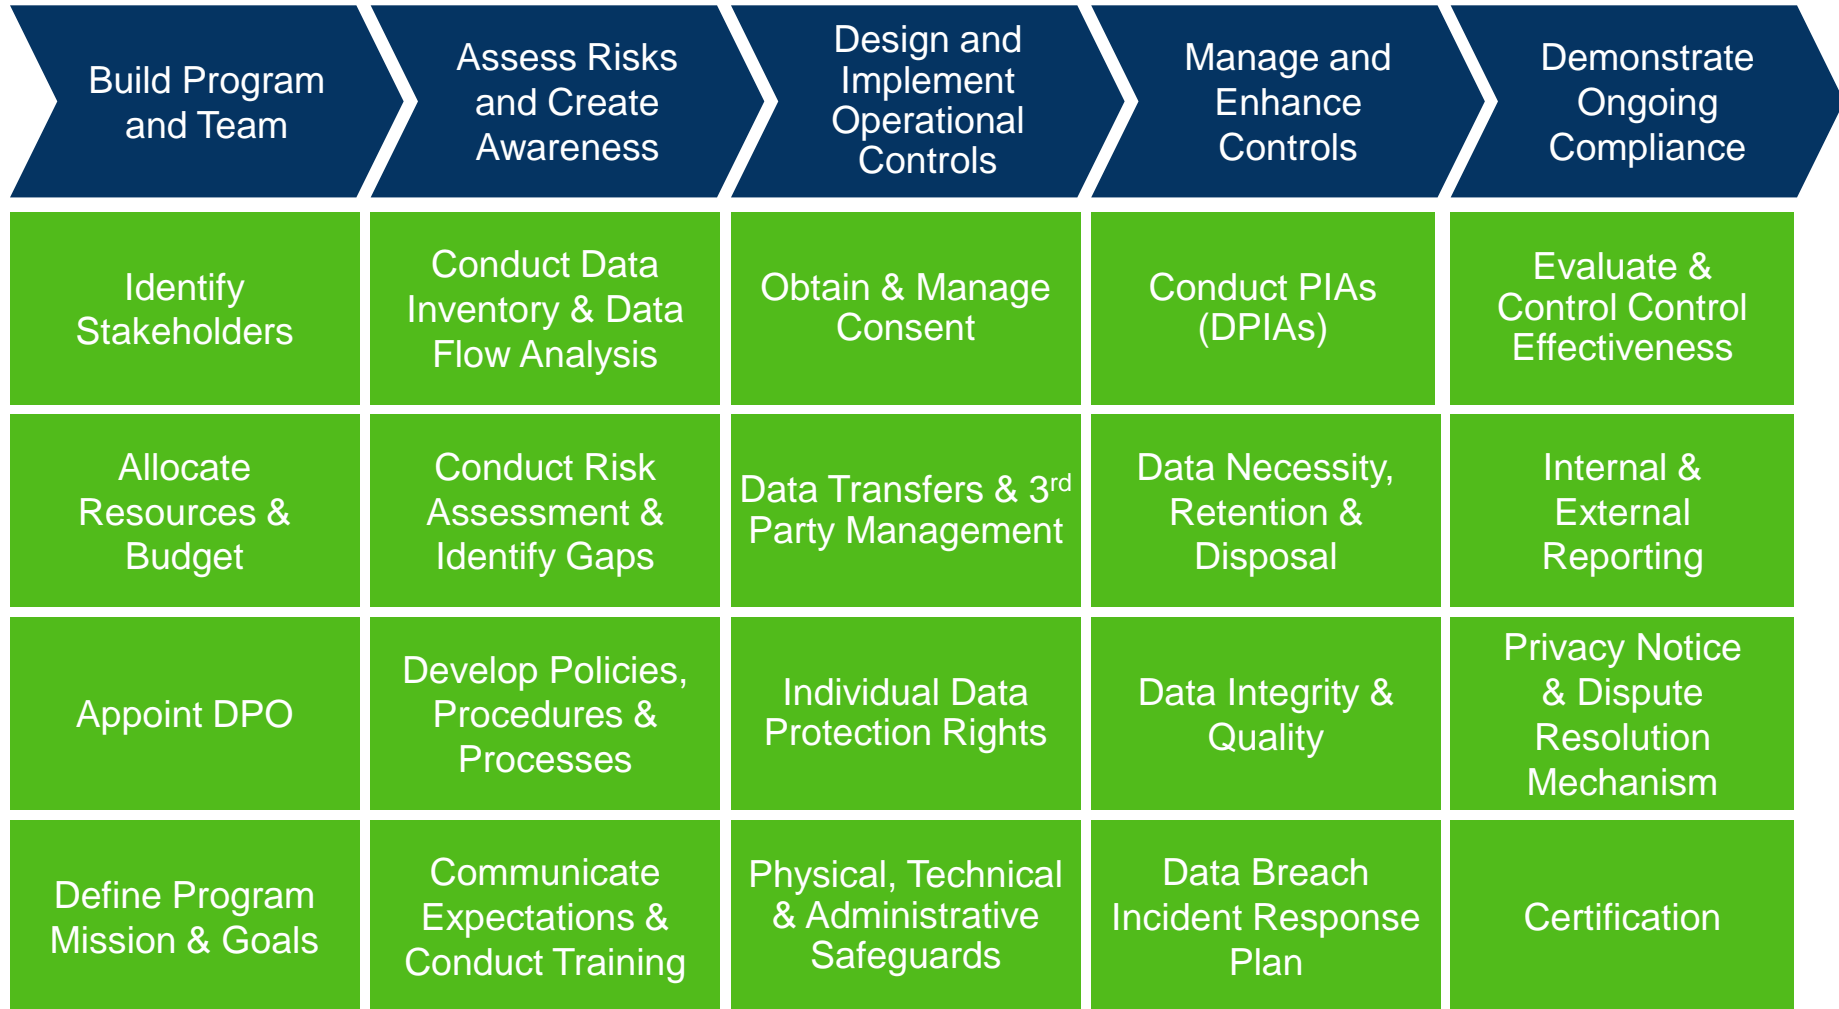 Build Program
and Team
Assess Risks
and Create
Awareness
Design and
Implement
Operational
Controls
Manage and
Enhance
Controls
Demonstrate
Ongoing
Compliance
Identify
Stakeholders
Conduct Data
Inventory & Data
Flow Analysis
Obtain & Manage
Consent
Conduct PIAs
(DPIAs)
Evaluate &
Control Control
Effectiveness
Allocate
Resources &
Budget
Conduct Risk
Assessment &
Identify Gaps
Data Transfers & 3rd
Party Management
Data Necessity,
Retention &
Disposal
Internal &
External
Reporting
Appoint DPO
Develop Policies,
Procedures &
Processes
Individual Data
Protection Rights
Data Integrity &
Quality
Privacy Notice
& Dispute
Resolution
Mechanism
Define Program
Mission & Goals
Communicate
Expectations &
Conduct Training
Physical, Technical
& Administrative
Safeguards
Data Breach
Incident Response
Plan
Certification